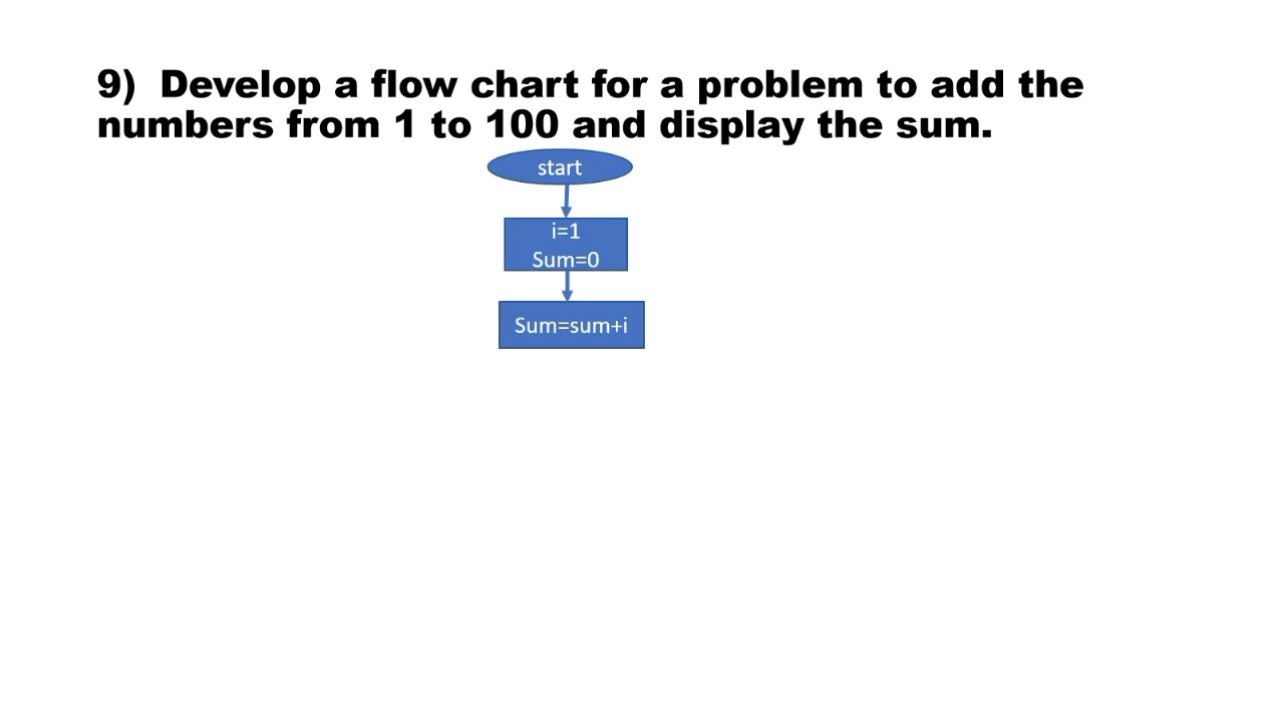 9)  Develop a flow chart for a problem to add the
numbers from 1 to 100 and display the sum.
start
i=1
Sum=0
Sum=sum+i